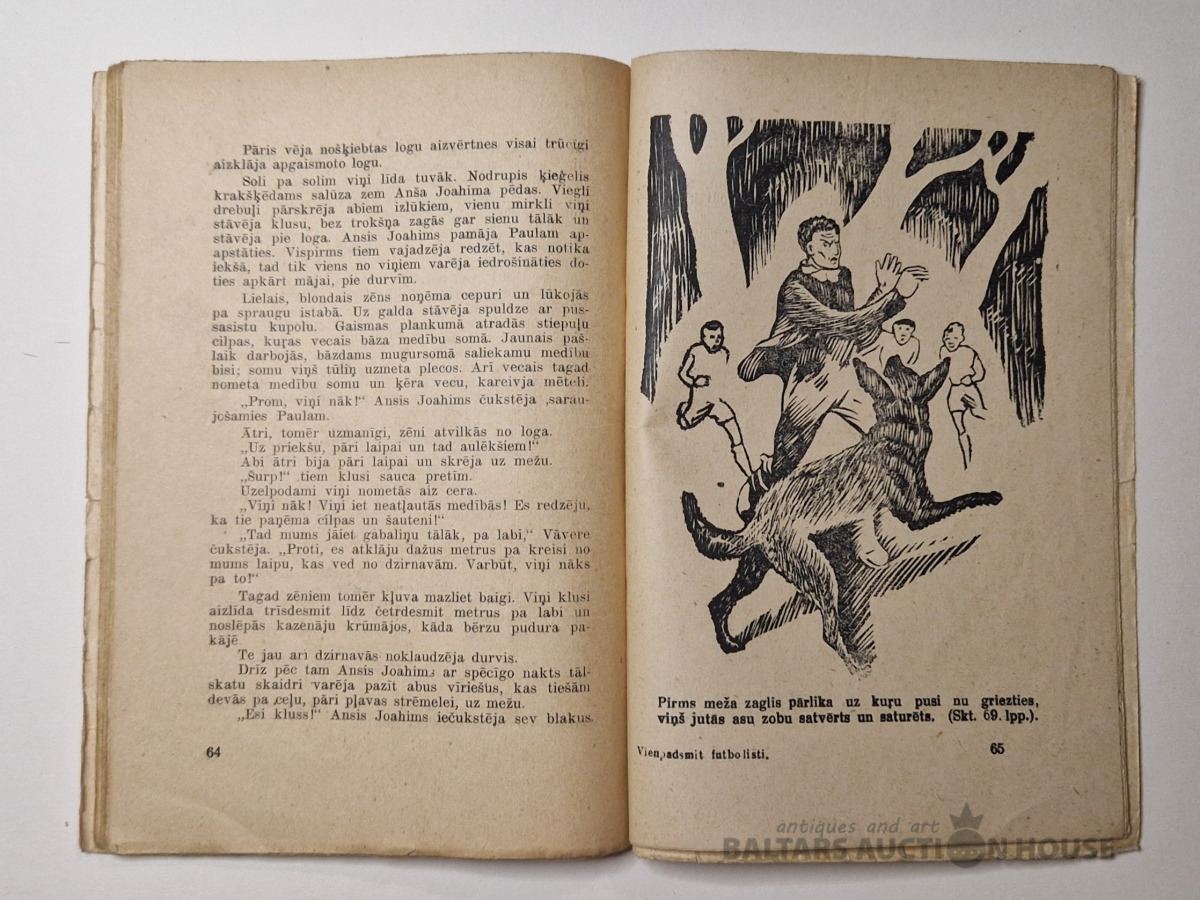 Pāris vēja nošķiebtas logu aizvērtnes visai trūcīgi
aizklāja apgaismoto logu.
Soli pa solim viņi līda tuvāk. Nodrupis ķieģelis
krakšķēdams salūza zem Anša Joahima pēdas. Viegli
drebuļi pārskrēja abiem izlūkiem, vienu mirkli viņi
stāvēja klusu, bez trokšņa zagās gar sienu tālāk un
stāvēja pie loga. Ansis Joahims pamāja Paulam ap-
apstāties. Vispirms tiem vajadzēja redzēt, kas notika
iekšā, tad tik viens no viņiem varēja iedrošināties do-
ties apkārt mājai, pie durvīm.
Lielais, blondais zēns noņēma cepuri un lūkojās
pa spraugu istabā. Uz galda stāvēja spuldze ar pus-
sasistu kupolu. Gaismas plankumā atradās stiepuļu
cilpas, kuŗas vecais bāza medību somā. Jaunais paš-
laik darbojās, bāzdams mugursomā saliekamu medību
bisi; somu viņš tūlīņ uzmeta plecos. Arī vecais tagad
nometa medību somu un ķēra vecu, kareivja mēteli.
„Prom, viņi nāk!“ Ansis Joahims čukstēja sarau-
jošamies Paulam.
Ātri, tomēr uzmanīgi, zēni atvilkās no loga.
„Uz priekšu, pāri laipai un tad aulēkšiem!“
Abi ātri bija pāri laipai un skrēja uz mežu.
„Šurp!“ tiem klusi sauca pretīm.
Uzelpodami viņi nometās aiz cera.
„Viņi nāk! Viņi iet neatļautās medībās! Es redzēju,
ka tie paņēma cilpas un šauteni!“
„Tad mums jāiet gabaliņu tālāk, pa labi,“ Vāvere
čukstēja. „Proti, es atklāju dažus metrus pa kreisi no
mums laipu, kas ved no dzirnavām. Varbūt, viņi nāks
pa to!“
Tagad zēniem tomēr kļuva mazliet baigi. Viņi klusi
aizlīda trīsdesmit līdz četrdesmit metrus pa labi un
noslēpās kazenāju krūmājos, kāda bērzu pudura pa-
kājē
Te jau arī dzirnavās noklaudzēja durvis.
Drīz pēc tam Ansis Joahims ar spēcīgo nakts tāl-
skatu skaidri varēja pazīt abus vīriešus, kas tiešām
devās pa ceļu, pāri pļavas strēmelei, uz mežu.
„Esi kluss!“ Ansis Joahims iečukstēja sev blakus
64
Pirms meža zaglis pārlika uz kuŗu pusi nu griezties,
viņš jutās asu zobu satvērts un saturēts. (Skt. 69. lpp.).
Vienpadsmit futbolisti.
65
antiques and art
BALTARS AUCTION HOUSE